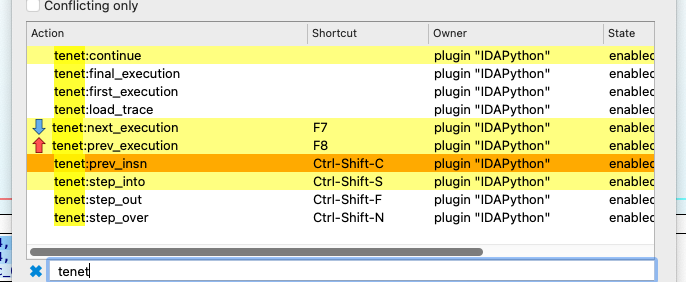 Conflicting only
Action Shortcut Owner State
tenet:continue plugin "IDAPython" enabled
tenet:final_execution plugin "IDAPython" enabled
tenet:first_execution plugin "IDAPython" enabled
tenet:load_trace plugin "IDAPython" enabled
tenet:next_execution F7 plugin "IDAPython" enabled
tenet:prev_execution F8 plugin "IDAPython" enabled
tenet:prev_insn Ctrl-Shift-C plugin "IDAPython" enabled
tenet:step_into Ctrl-Shift-S plugin "IDAPython" enabled
tenet:step_out Ctrl-Shift-F plugin "IDAPython" enabled
tenet:step_over Ctrl-Shift-N plugin "IDAPython" enabled
4,
4,
tenet